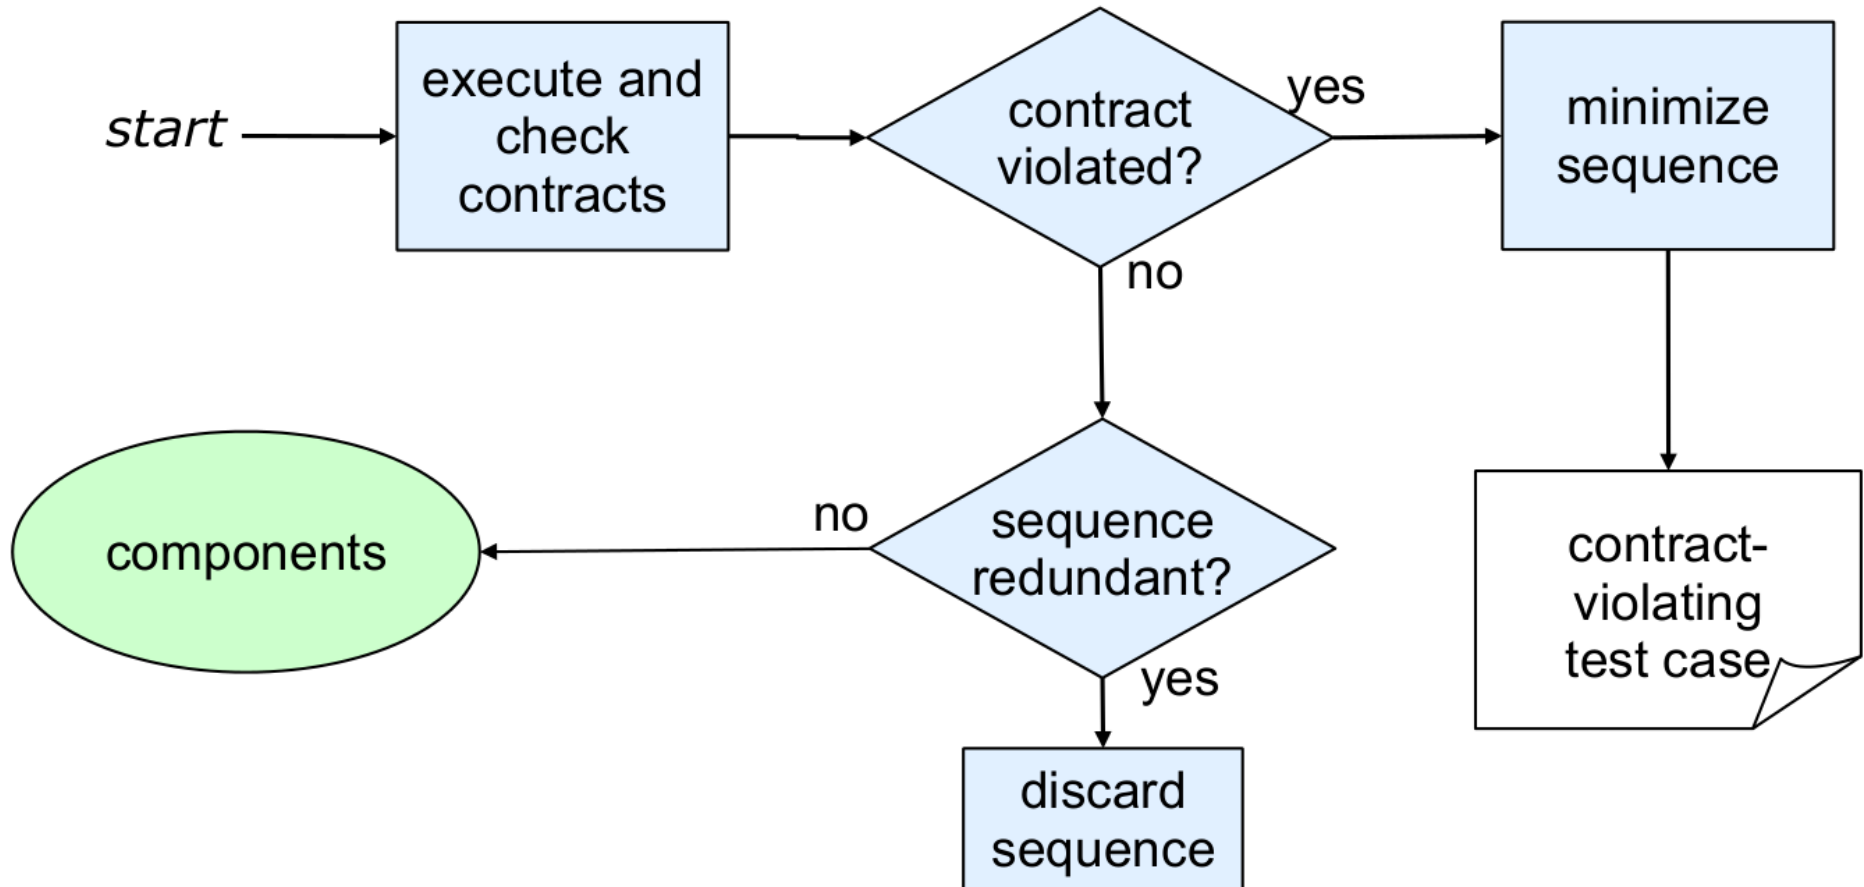 start
execute and
check
contracts
contract
violated?
yes
minimize
sequence
no
components
no
sequence
redundant?
contract-
violating
test case
yes
discard
sequence